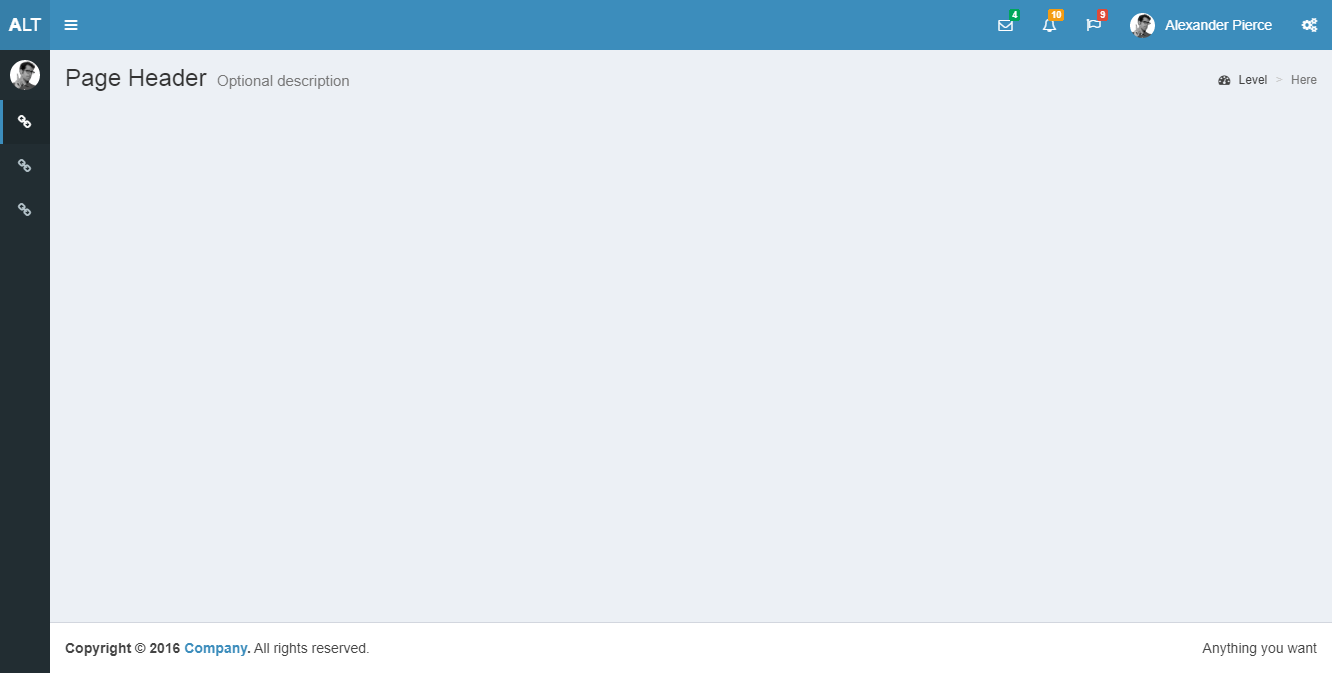 ALT
4
10
9
Alexander Pierce
Page Header Optional description
Level > Here
Copyright © 2016 Company. All rights reserved.
Anything you want